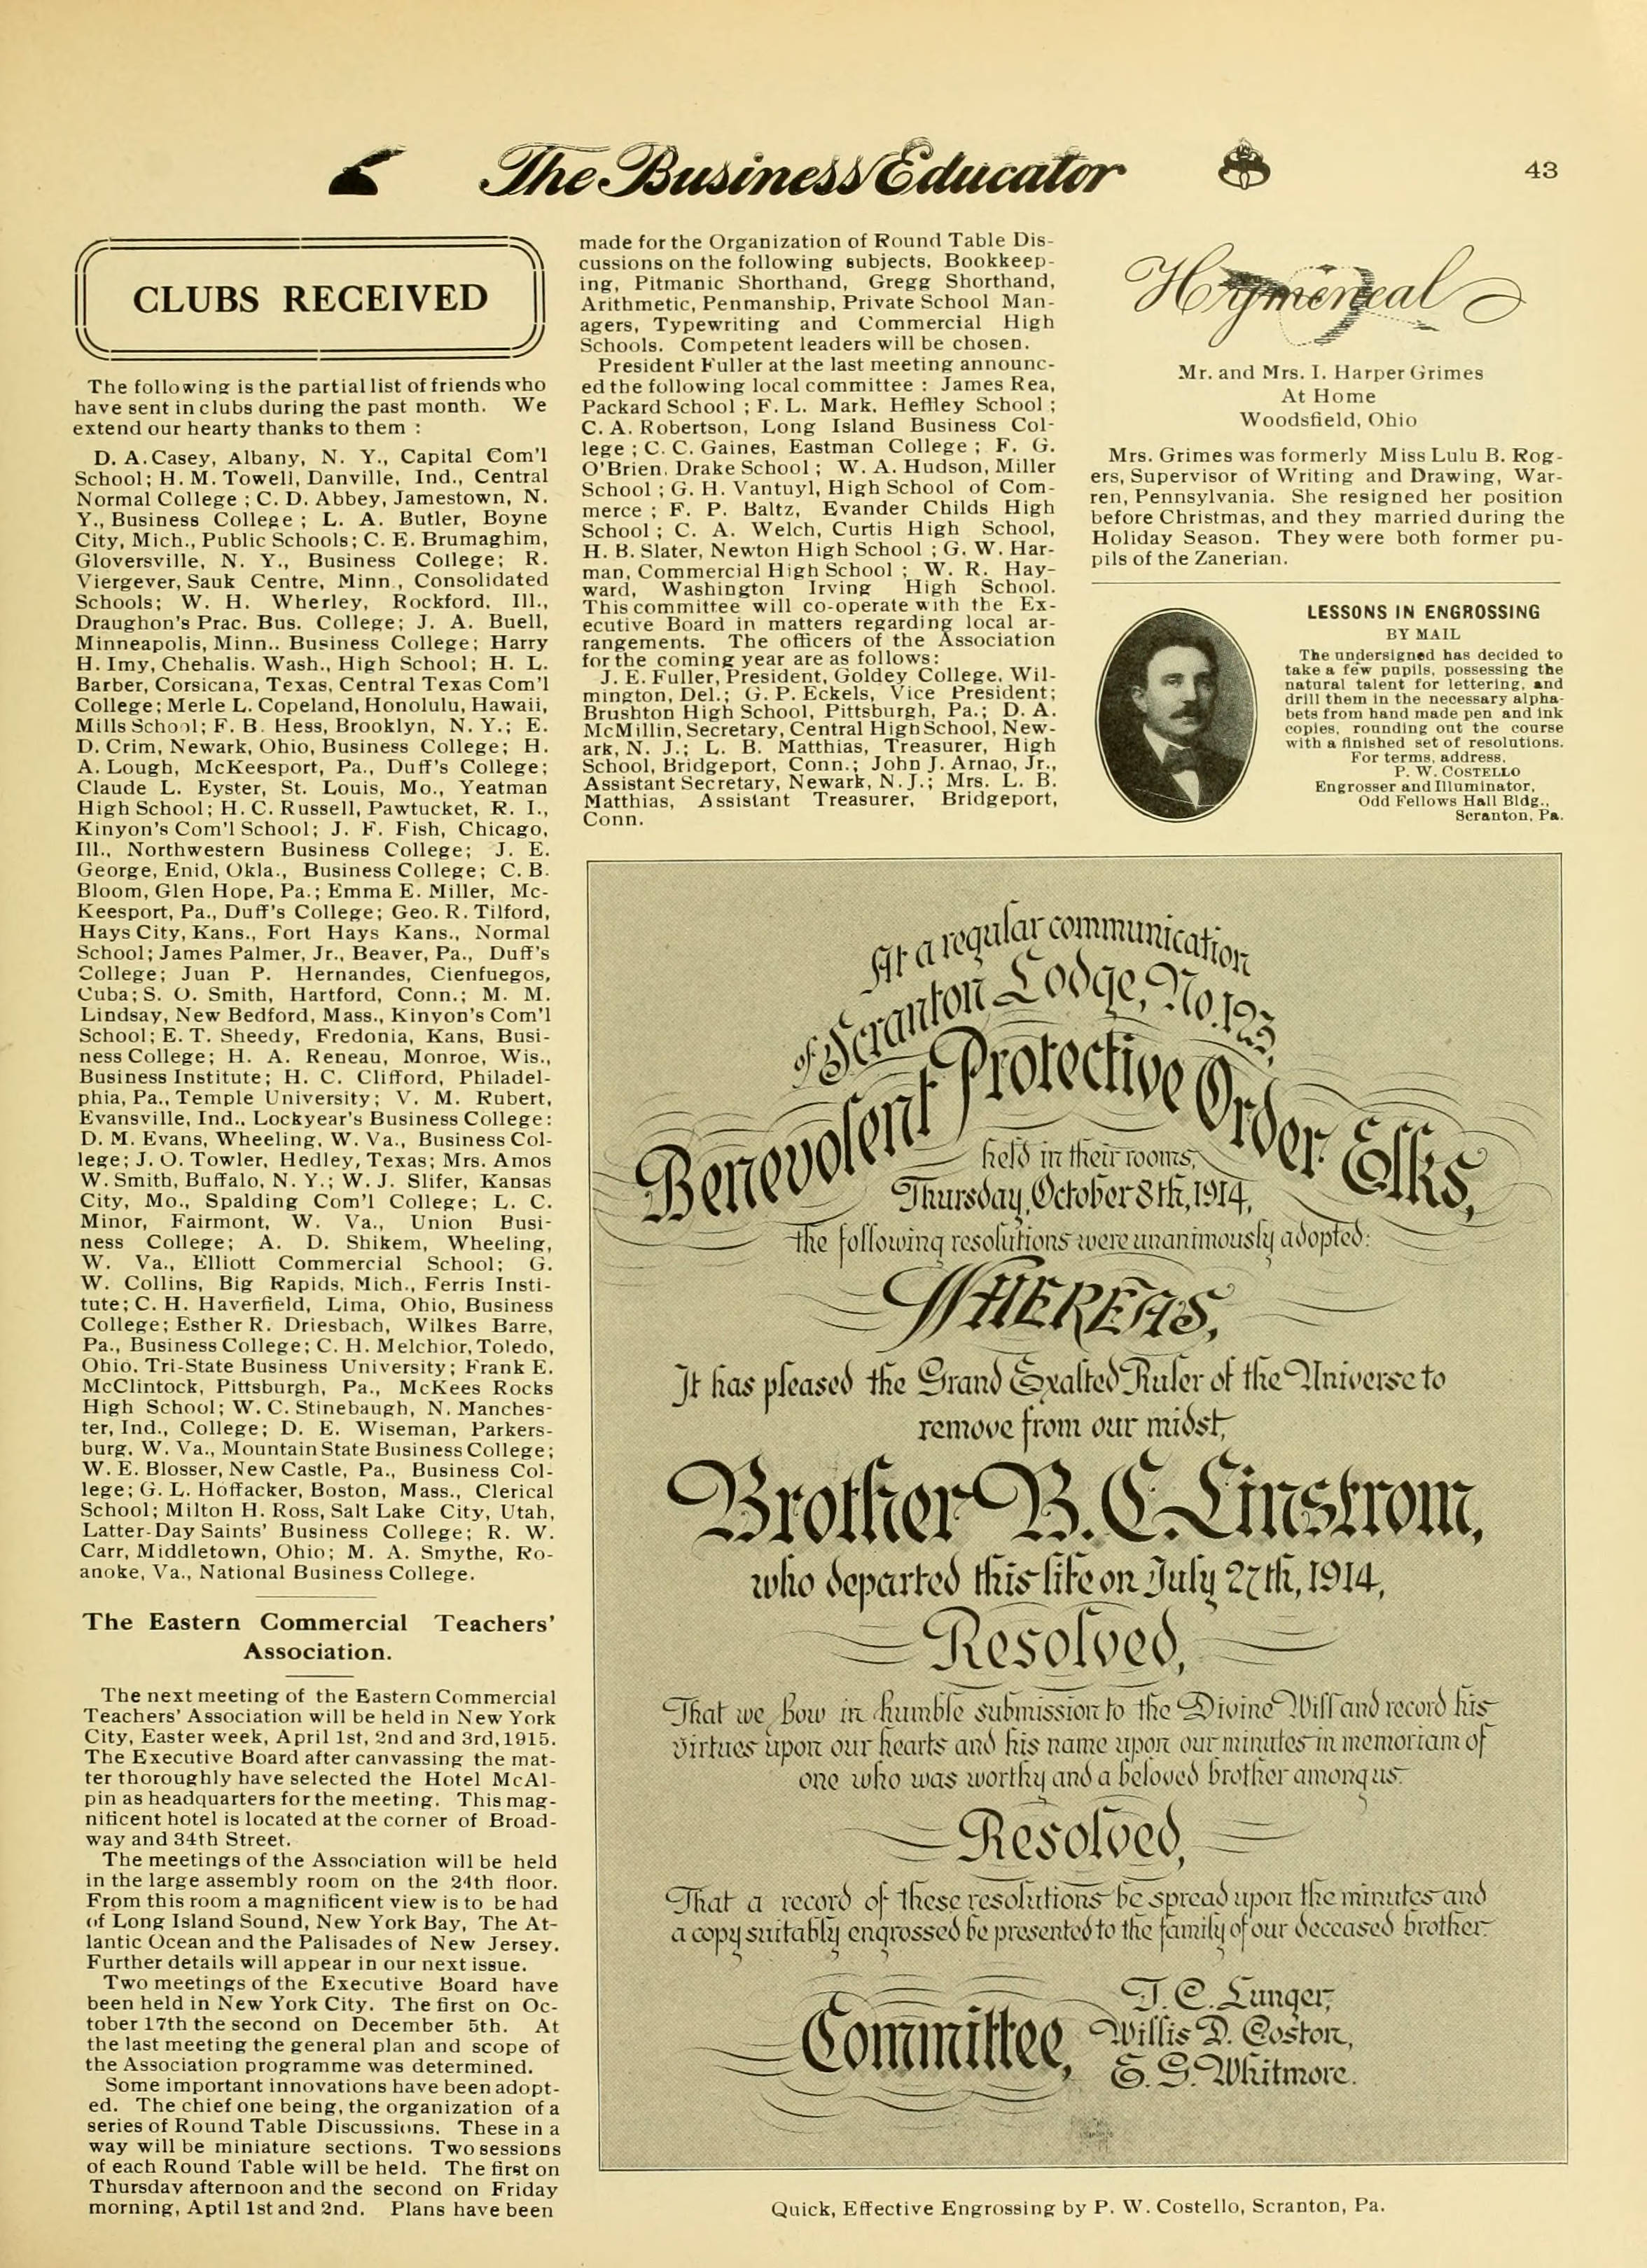 The Business Educator
43
CLUBS RECEIVED
The following is the partial list of friends who
have sent in clubs during the past month. We
extend our hearty thanks to them :
D. A. Casey, Albany, N. Y., Capital Com'l
School; H. M. Towell, Danville, Ind., Central
Normal College ; C. D. Abbey, Jamestown, N.
Y., Business College ; L. A. Butler, Boyne
City, Mich., Public Schools; C. E. Brumaghim,
Gloversville, N. Y., Business College; R.
Viergever, Sauk Centre, Minn., Consolidated
Schools; W. H. Wherley, Rockford, Ill.,
Draughon's Prac. Bus. College; J. A. Buell,
Minneapolis, Minn.. Business College; Harry
H. Imy, Chehalis. Wash., High School; H. L.
Barber, Corsicana, Texas, Central Texas Com'l
College; Merle L. Copeland, Honolulu, Hawaii,
Mills School; F. B. Hess, Brooklyn, N. Y.; E.
D. Crim, Newark, Ohio, Business College; H.
A. Lough, McKeesport, Pa., Duff's College;
Claude L. Eyster, St. Louis, Mo., Yeatman
High School; H. C. Russell, Pawtucket, R. I.,
Kinyon's Com'l School; J. F. Fish, Chicago,
Ill., Northwestern Business College; J. E.
George, Enid, Okla., Business College; C. B.
Bloom, Glen Hope, Pa.; Emma E. Miller, Mc-
Keesport, Pa., Duff's College; Geo. R. Tilford,
Hays City, Kans., Fort Hays Kans., Normal
School; James Palmer, Jr., Beaver, Pa., Duff's
College; Juan P. Hernandes, Cienfuegos,
Cuba; S. O. Smith, Hartford, Conn.; M. M.
Lindsay, New Bedford, Mass., Kinyon's Com'l
School; E. T. Sheedy, Fredonia, Kans, Busi-
ness College; H. A. Reneau, Monroe, Wis.,
Business Institute; H. C. Clifford, Philadel-
phia, Pa., Temple University; V. M. Rubert,
Evansville, Ind., Lockyear's Business College:
D. M. Evans, Wheeling, W. Va., Business Col-
lege; J. O. Towler, Hedley, Texas; Mrs. Amos
W. Smith, Buffalo, N. Y.; W. J. Slifer, Kansas
City, Mo., Spalding Com'l College; L. C.
Minor, Fairmont, W. Va., Union Busi-
ness College; A. D. Shikem, Wheeling,
W. Va., Elliott Commercial School; G.
W. Collins, Big Rapids, Mich., Ferris Insti-
tute; C. H. Haverfield, Lima, Ohio, Business
College; Esther R. Driesbach, Wilkes Barre,
Pa., Business College; C. H. Melchior, Toledo,
Ohio. Tri-State Business University; Frank E.
McClintock, Pittsburgh, Pa., McKees Rocks
High School; W. C. Stinebaugh, N. Manches-
ter, Ind., College; D. E. Wiseman, Parkers-
burg, W. Va., Mountain State Business College;
W. E. Blosser, New Castle, Pa., Business Col-
lege; G. L. Hoffacker, Boston, Mass., Clerical
School; Milton H. Ross, Salt Lake City, Utah,
Latter-Day Saints' Business College; R. W.
Carr, Middletown, Ohio; M. A. Smythe, Ro-
anoke, Va., National Business College.
The Eastern Commercial Teachers'
Association.
The next meeting of the Eastern Commercial
Teachers' Association will be held in New York
City, Easter week, April 1st, 2nd and 3rd, 1915.
The Executive Board after canvassing the mat-
ter thoroughly have selected the Hotel McAl-
pin as headquarters for the meeting. This mag-
nificent hotel is located at the corner of Broad-
way and 34th Street.
The meetings of the Association will be held
in the large assembly room on the 24th floor.
From this room a magnificent view is to be had
of Long Island Sound, New York Bay, The At-
lantic Ocean and the Palisades of New Jersey.
Further details will appear in our next issue.
Two meetings of the Executive Board have
been held in New York City. The first on Oc-
tober 17th the second on December 5th. At
the last meeting the general plan and scope of
the Association programme was determined.
Some important innovations have been adopt-
ed. The chief one being, the organization of a
series of Round Table Discussions. These in a
way will be miniature sections. Two sessions
of each Round Table will be held. The first on
Thursday afternoon and the second on Friday
morning, Aptil 1st and 2nd. Plans have been
made for the Organization of Round Table Dis-
cussions on the following subjects, Bookkeep-
ing, Pitmanic Shorthand, Gregg Shorthand,
Arithmetic, Penmanship, Private School Man-
agers, Typewriting and Commercial High
Schools. Competent leaders will be chosen.
President Fuller at the last meeting announc-
ed the following local committee : James Rea,
Packard School ; F. L. Mark. Heffley School ;
C. A. Robertson, Long Island Business Col-
lege ; C. C. Gaines, Eastman College ; F. G.
O'Brien, Drake School ; W. A. Hudson, Miller
School ; G. H. Vantuyl, High School of Com-
merce ; F. P. Baltz, Evander Childs High
School ; C. A. Welch, Curtis High School,
H. B. Slater, Newton High School ; G. W. Har-
man, Commercial High School ; W. R. Hay-
ward, Washington Irving High School.
This committee will co-operate with the Ex-
ecutive Board in matters regarding local ar-
rangements. The officers of the Association
for the coming year are as follows:
J. E. Fuller, President, Goldey College, Wil-
mington, Del.; G. P. Eckels, Vice President;
Brushton High School, Pittsburgh, Pa.; D. A.
McMillin, Secretary, Central High School, New-
ark, N. J.; L. B. Matthias, Treasurer, High
School, Bridgeport, Conn.; John J. Arnao, Jr.,
Assistant Secretary, Newark, N. J.; Mrs. L. B.
Matthias, Assistant Treasurer, Bridgeport,
Conn.
Hymeneal
Mr. and Mrs. I. Harper Grimes
At Home
Woodsfield, Ohio
Mrs. Grimes was formerly Miss Lulu B. Rog-
ers, Supervisor of Writing and Drawing, War-
ren, Pennsylvania. She resigned her position
before Christmas, and they married during the
Holiday Season. They were both former pu-
pils of the Zanerian.
LESSONS IN ENGROSSING
BY MAIL
The undersigned has decided to
take a few pupils, possessing the
natural talent for lettering, and
drill them in the necessary alpha-
bets from hand made pen and ink
copies, rounding out the course
with a finished set of resolutions.
For terms, address,
P. W. COSTELLO
Engrosser and Illuminator,
Odd Fellows Hall Bldg.,
Scranton, Pa.
At a regular communication
of Scranton Lodge, No. 123,
Benevolent Protective Order Elks,
held in their rooms,
Thursday, October 8th, 1914,
the following resolutions were unanimously adopted:
WHEREAS,
It has pleased the Grand Exalted Ruler of the Universe to
remove from our midst,
Brother B. C. Linstrom,
who departed this life on July 27th, 1914,
Resolved,
That we bow in humble submission to the Divine Will and record his
virtues upon our hearts and his name upon our minutes in memoriam of
one who was worthy and a beloved brother among us.
Resolved,
That a record of these resolutions be spread upon the minutes and
a copy suitably engrossed be presented to the family of our deceased brother.
Committee,
T. C. Lunger,
Willis D. Coston,
E. G. Whitmore.
Quick, Effective Engrossing by P. W. Costello, Scranton, Pa.